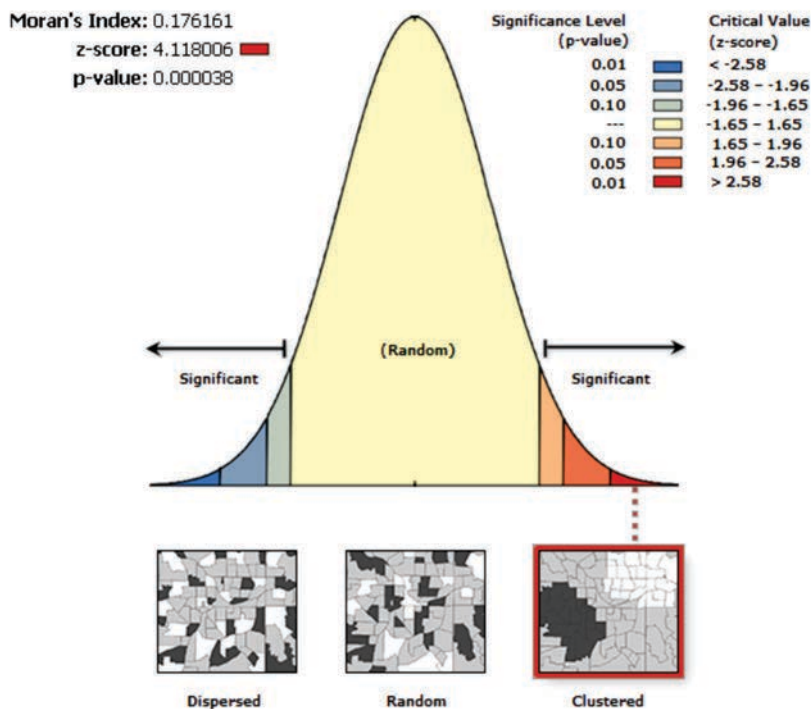 Moran's Index: 0.176161
z-score: 4.118006
p-value: 0.000038
Significance Level
(p-value)
Critical Value
(z-score)
0.01 < -2.58
0.05 -2.58 – -1.96
0.10 -1.96 – -1.65
--- -1.65 – 1.65
0.10 1.65 – 1.96
0.05 1.96 – 2.58
0.01 > 2.58
(Random)
Significant
Significant
Dispersed
Random
Clustered